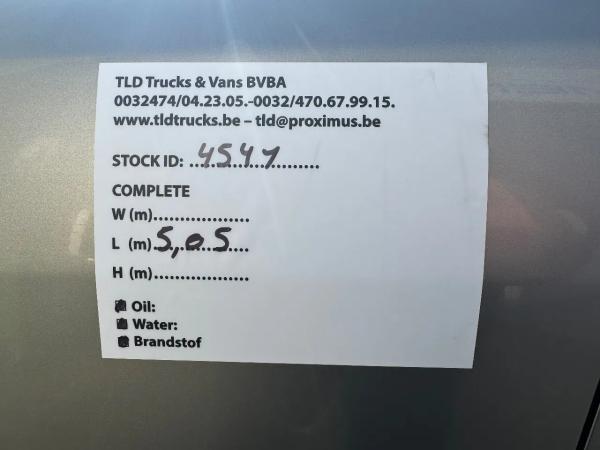 TLD Trucks & Vans BVBA
0032474/04.23.05.-0032/470.67.99.15.
www.tldtrucks.be – tld@proximus.be
STOCK ID: 4547
COMPLETE
W (m)..................
L (m) 5,05
H (m)..................
Oil:
Water:
Brandstof